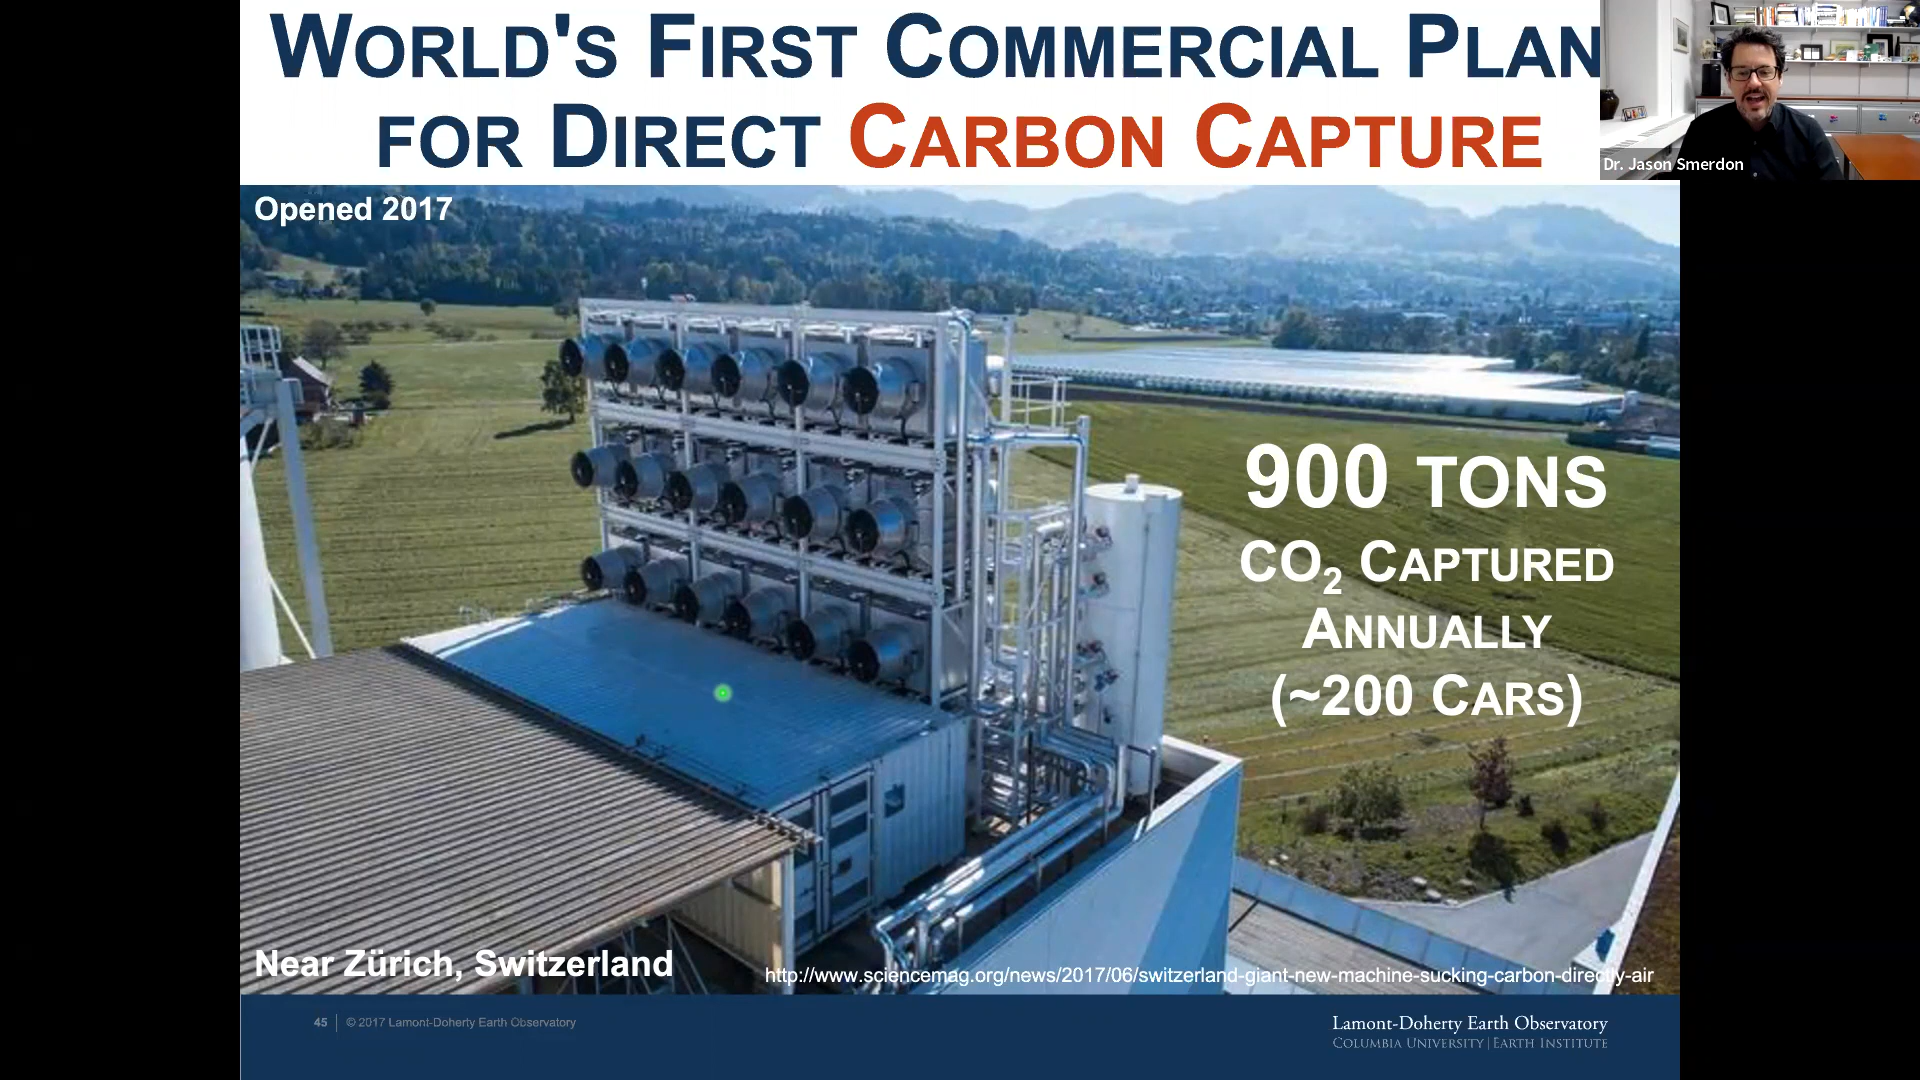 WORLD'S FIRST COMMERCIAL PLAN
FOR DIRECT CARBON CAPTURE
Dr. Jason Smerdon
Opened 2017
900 TONS
CO₂ CAPTURED
ANNUALLY
(~200 CARS)
Near Zürich, Switzerland
http://www.sciencemag.org/news/2017/06/switzerland-giant-new-machine-sucking-carbon-directly-air
45 | © 2017 Lamont-Doherty Earth Observatory
Lamont-Doherty Earth Observatory
COLUMBIA UNIVERSITY | EARTH INSTITUTE